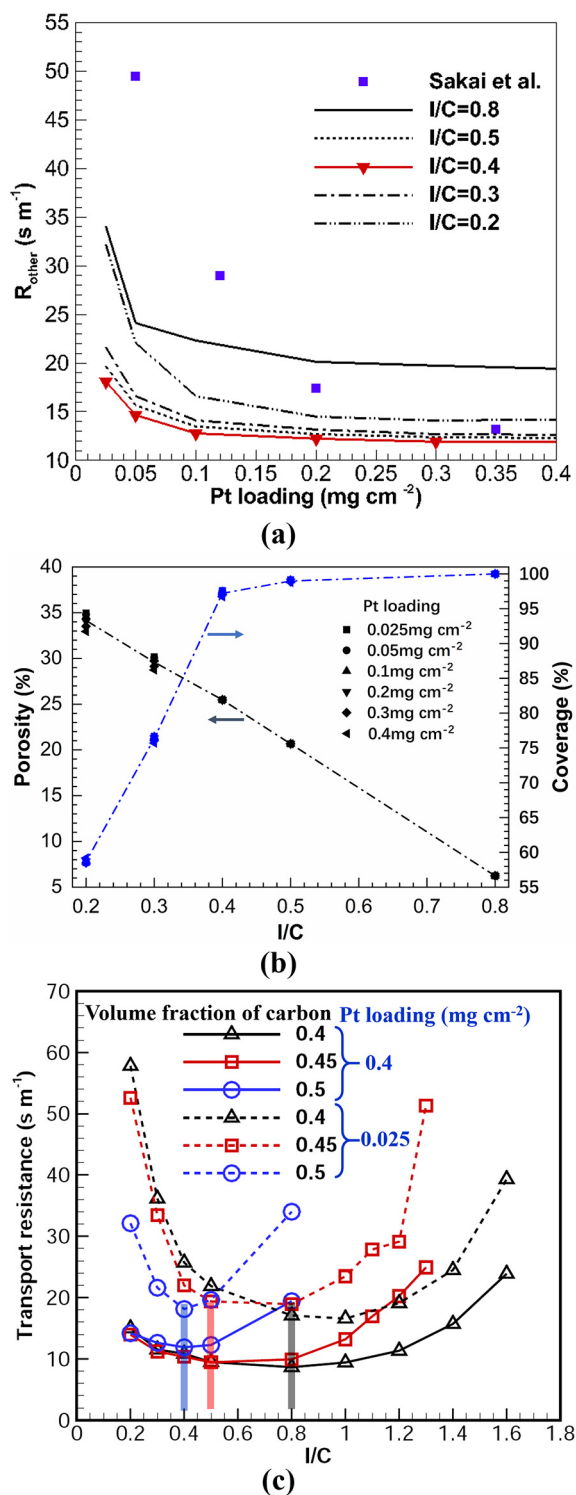 55
50
45
40
35
30
25
20
15
10
R_other (s m⁻¹)
Sakai et al.
I/C=0.8
I/C=0.5
I/C=0.4
I/C=0.3
I/C=0.2
0.05 0.1 0.15 0.2 0.25 0.3 0.35 0.4
Pt loading (mg cm⁻²)
(a)
40
35
30
25
20
15
10
5
Porosity (%)
Pt loading
0.025mg cm⁻²
0.05mg cm⁻²
0.1mg cm⁻²
0.2mg cm⁻²
0.3mg cm⁻²
0.4mg cm⁻²
100
95
90
85
80
75
70
65
60
55
Coverage (%)
0.2 0.3 0.4 0.5 0.6 0.7 0.8
I/C
(b)
70
60
50
40
30
20
10
0
Transport resistance (s m⁻¹)
Volume fraction of carbon Pt loading (mg cm⁻²)
0.4
0.45
0.5
0.4
0.4
0.45
0.5
0.025
0 0.2 0.4 0.6 0.8 1.0 1.2 1.4 1.6 1.8
I/C
(c)